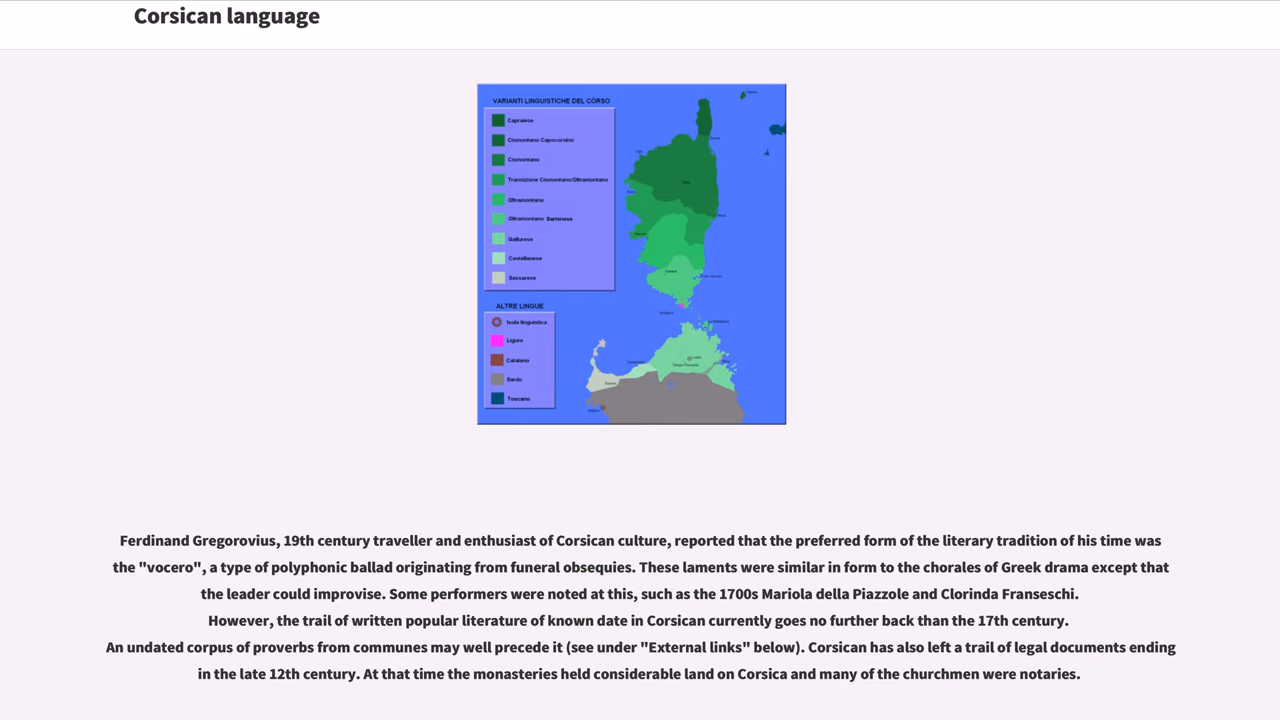 Corsican language
VARIANTI LINGUISTICHE DEL CÒRSO
Capraiese
Cismontano Capocorsino
Cismontano
Transizione Cismontano/Oltramontano
Oltramontano
Oltramontano Sartenese
Gallurese
Castellanese
Sassarese
ALTRE LINGUE
Isola linguistica
Ligure
Catalano
Sardo
Toscano
Ferdinand Gregorovius, 19th century traveller and enthusiast of Corsican culture, reported that the preferred form of the literary tradition of his time was
the "vocero", a type of polyphonic ballad originating from funeral obsequies. These laments were similar in form to the chorales of Greek drama except that
the leader could improvise. Some performers were noted at this, such as the 1700s Mariola della Piazzole and Clorinda Franseschi.
However, the trail of written popular literature of known date in Corsican currently goes no further back than the 17th century.
An undated corpus of proverbs from communes may well precede it (see under "External links" below). Corsican has also left a trail of legal documents ending
in the late 12th century. At that time the monasteries held considerable land on Corsica and many of the churchmen were notaries.